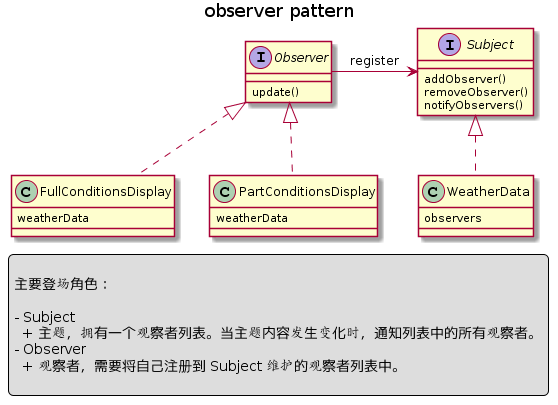 observer pattern
I Observer
update()
register
I Subject
addObserver()
removeObserver()
notifyObservers()
C FullConditionsDisplay
weatherData
C PartConditionsDisplay
weatherData
C WeatherData
observers
主要登场角色：
- Subject
+ 主题，拥有一个观察者列表。当主题内容发生变化时，通知列表中的所有观察者。
- Observer
+ 观察者，需要将自己注册到 Subject 维护的观察者列表中。